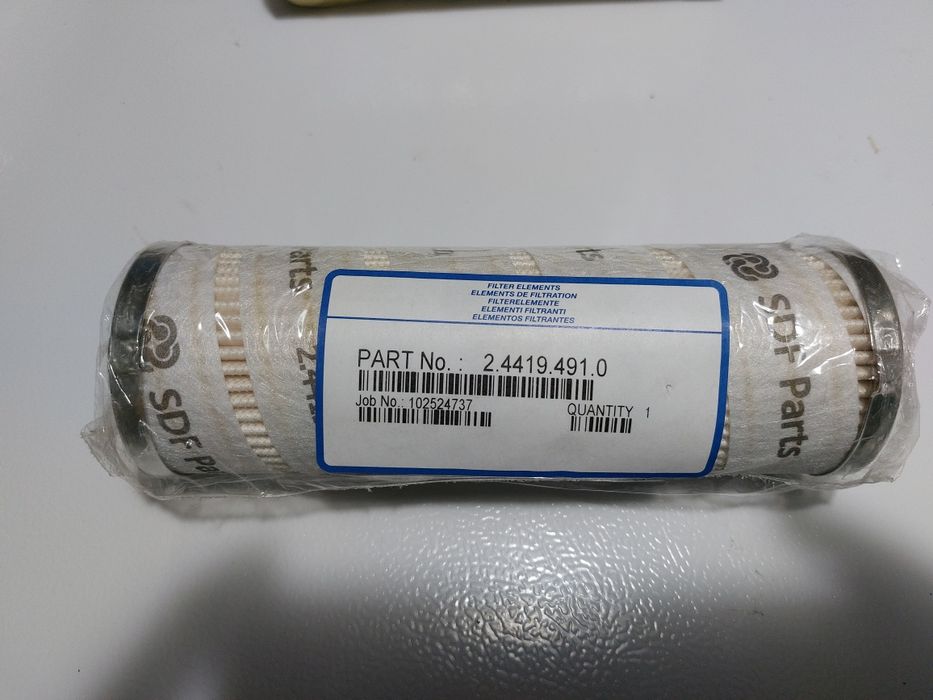 FILTER ELEMENTS
ELEMENTS DE FILTRATION
FILTERELEMENTE
ELEMENTI FILTRANTI
ELEMENTOS FILTRANTES
PART No. : 2.4419.491.0
Job No.: 102524737
QUANTITY 1
SDF Parts
SDF
Parts